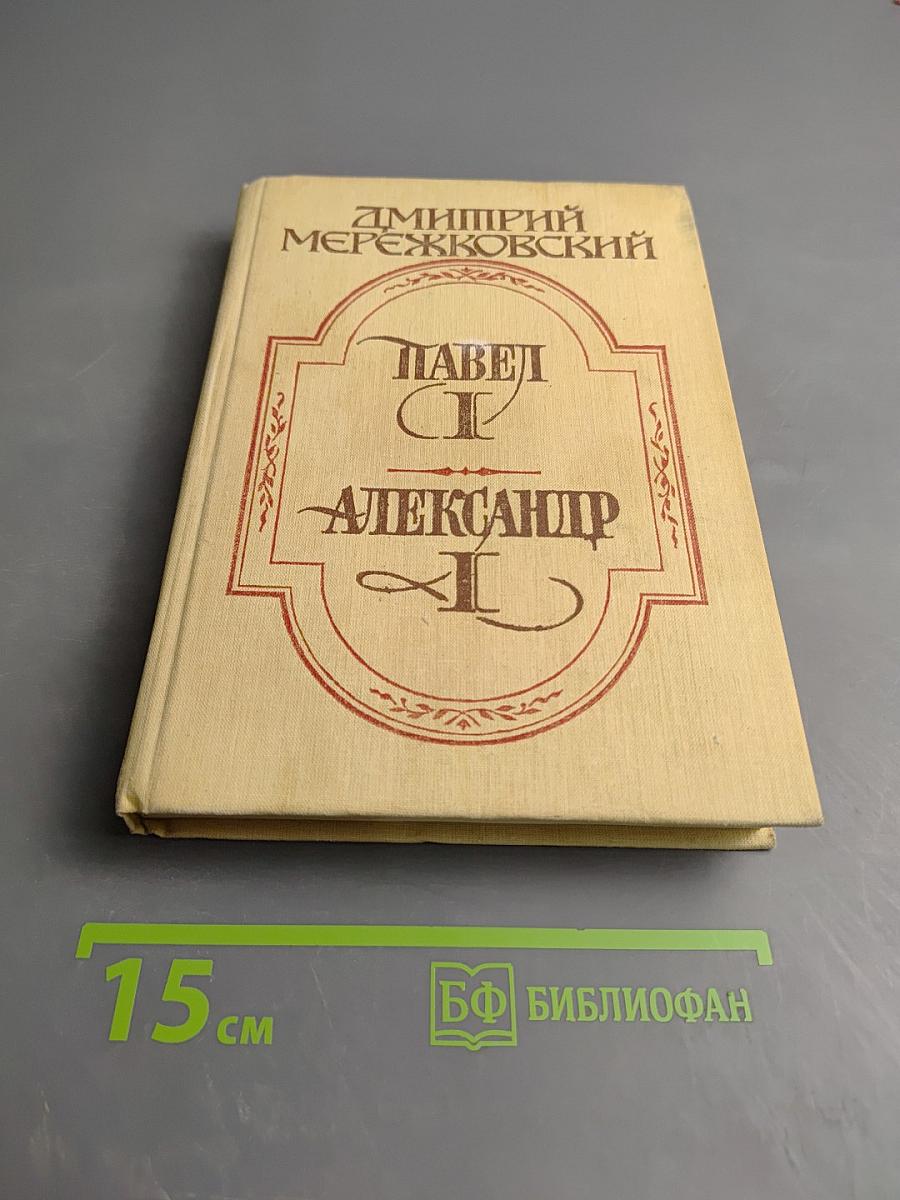 ДМИТРИЙ
МЕРЕЖКОВСКИЙ
ПАВЕЛ
I
АЛЕКСАНДР
I
15 см
БФ БИБЛИОФАН